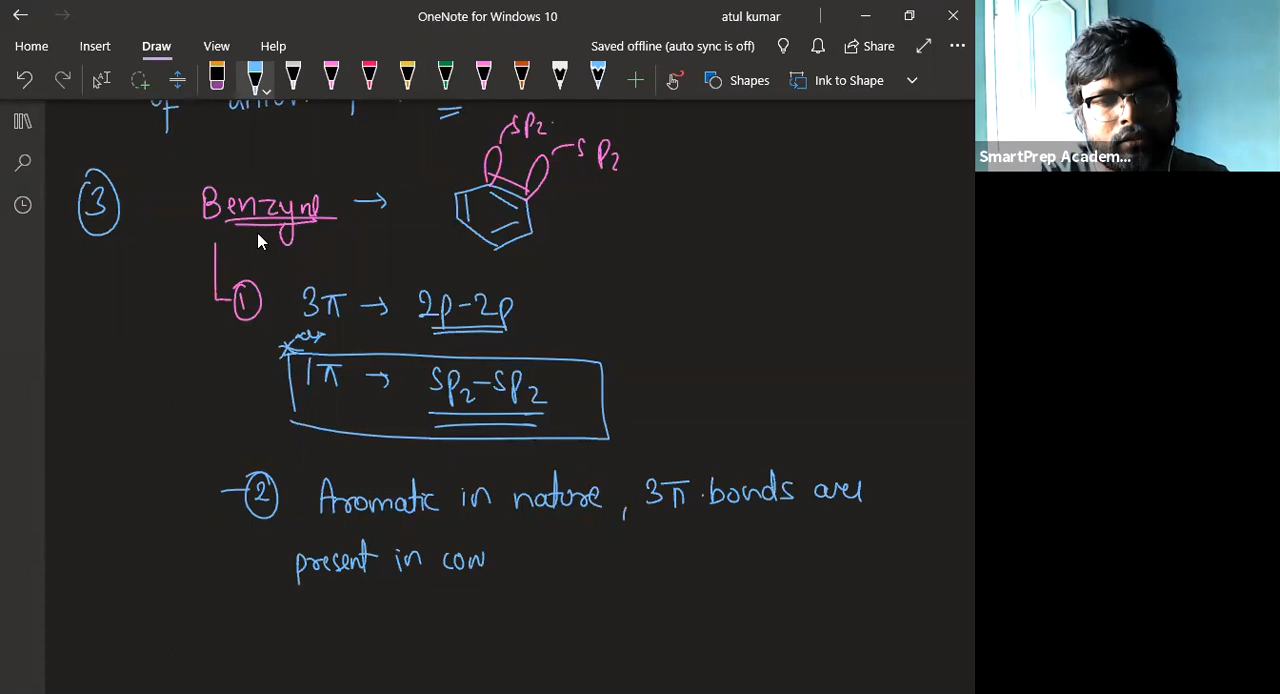 OneNote for Windows 10
atul kumar
Home Insert Draw View Help
Saved offline (auto sync is off)
Share
Shapes
Ink to Shape
of
SP2
SP2
SmartPrep Academ...
3 Benzyne →
1 3π → 2p-2p
1π → SP2-SP2
2 Aromatic in nature, 3π bonds are
present in con